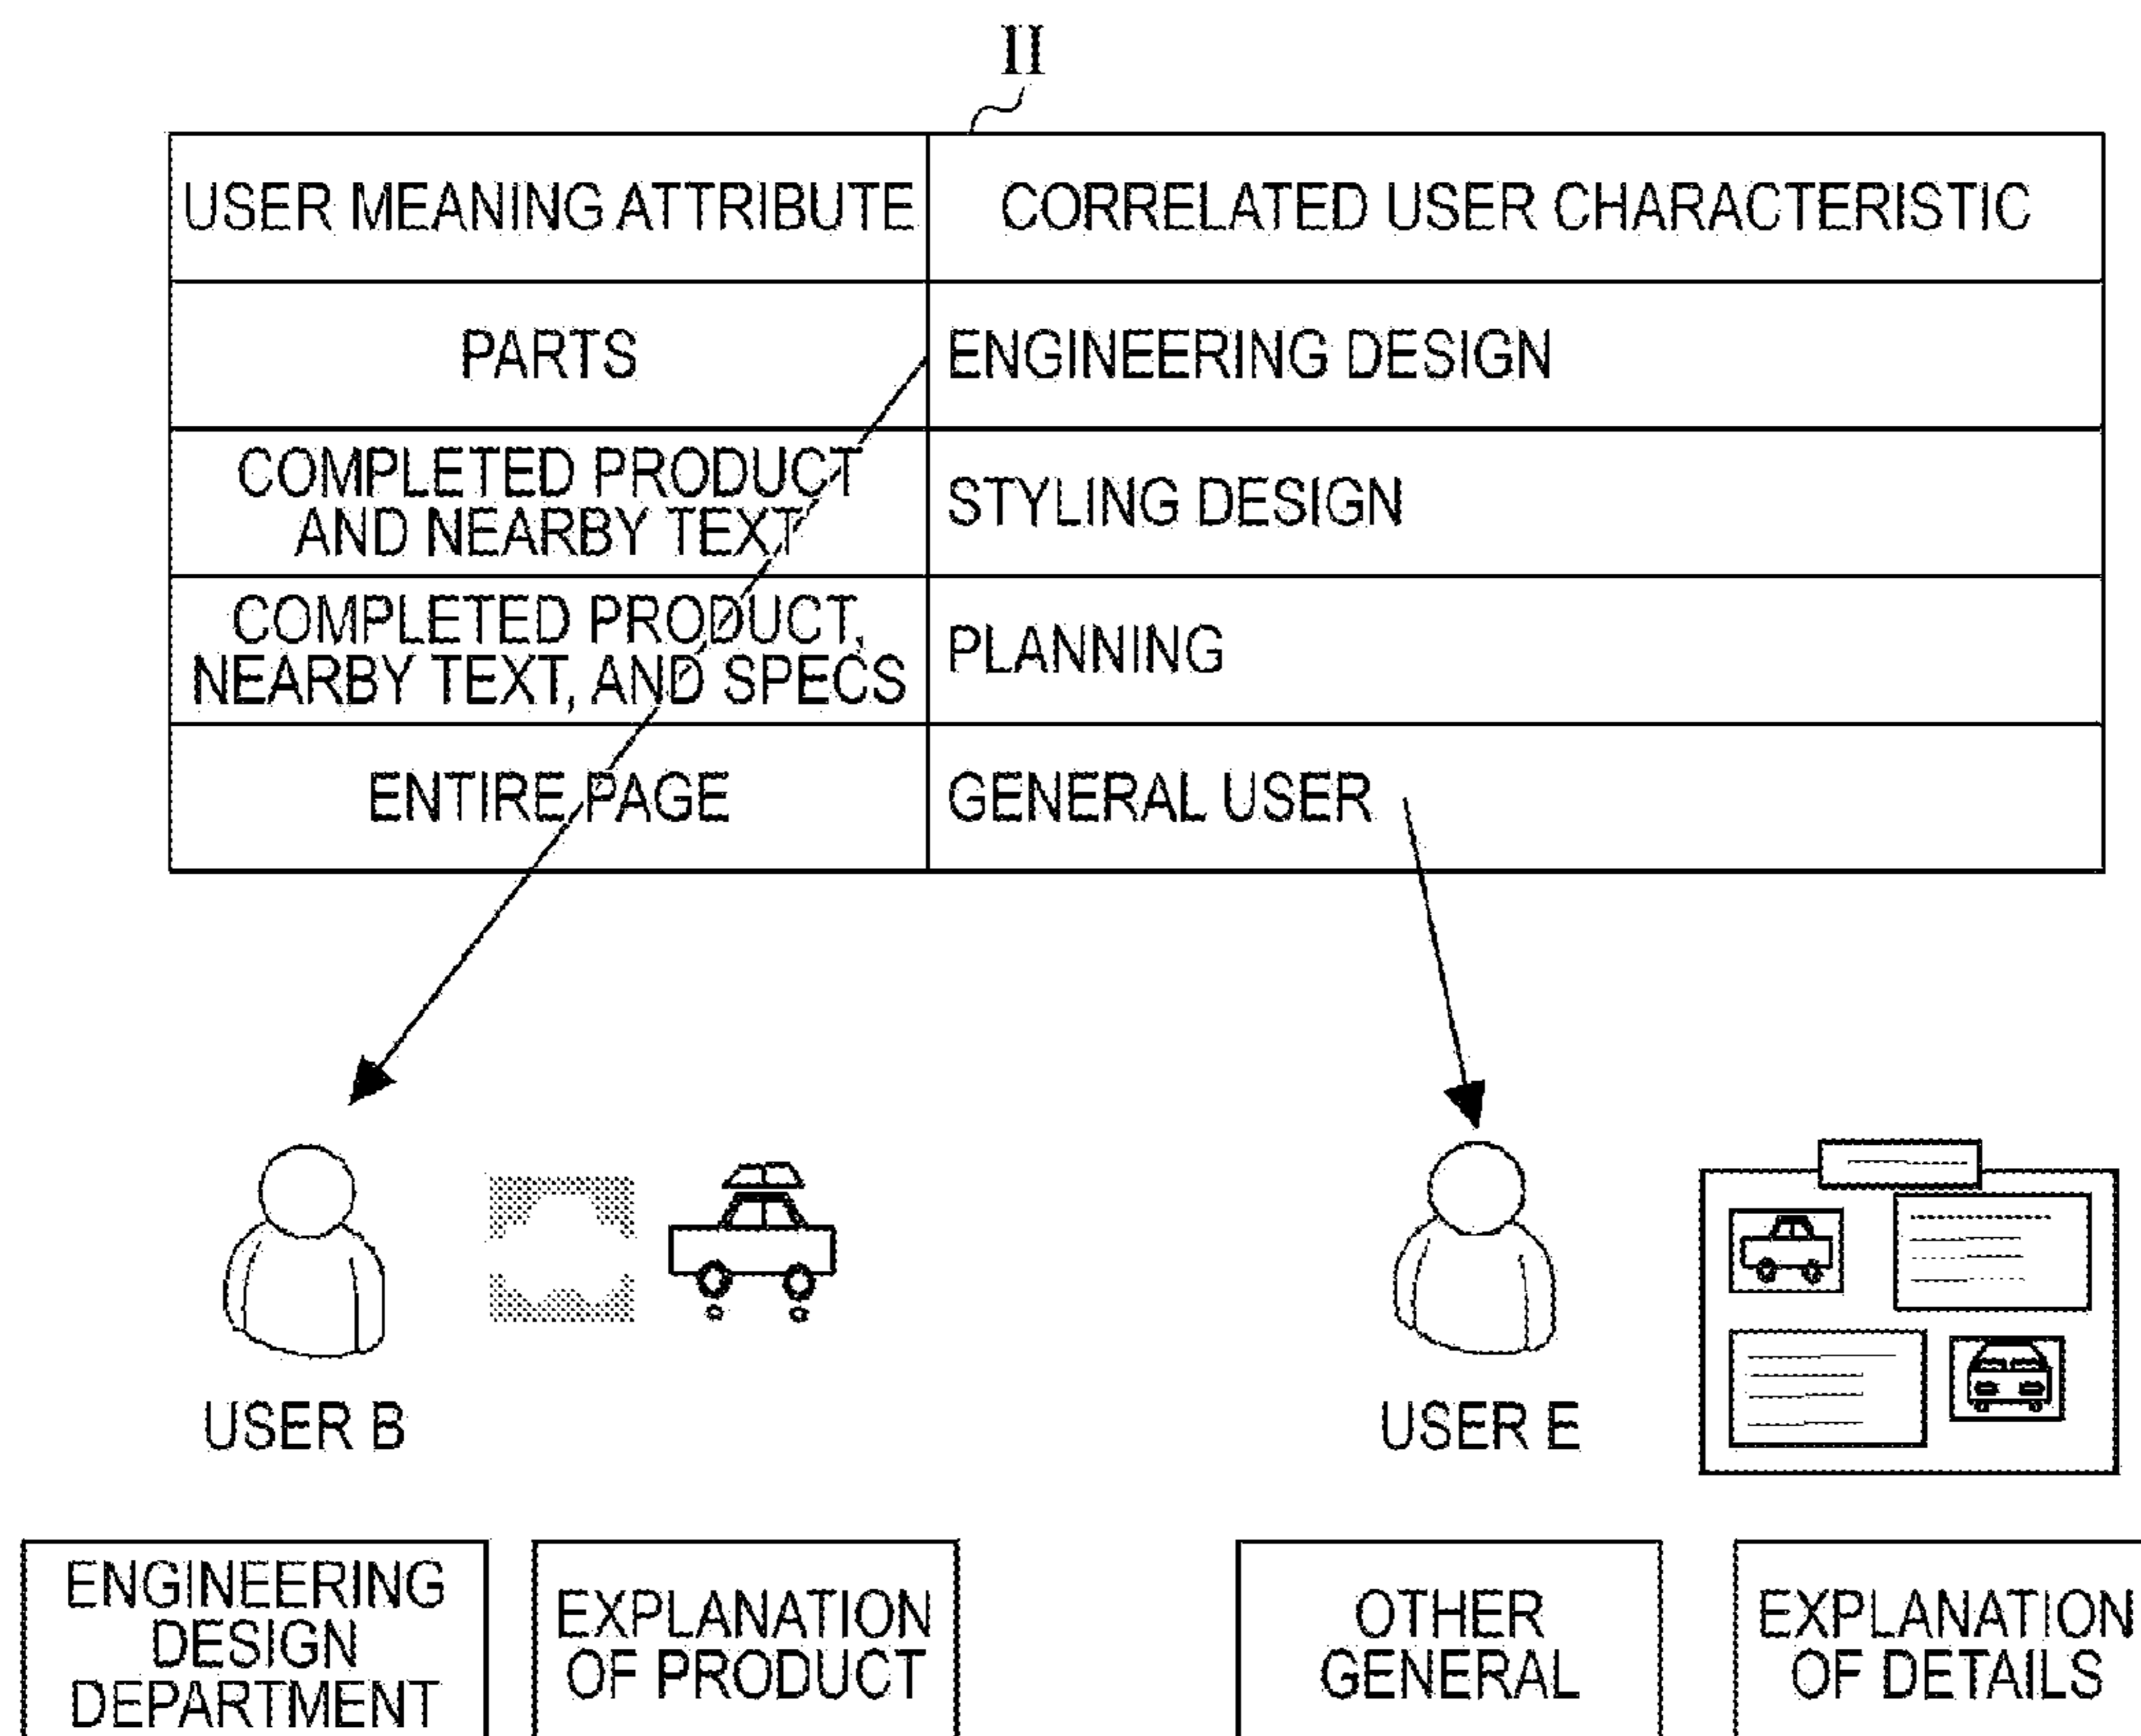 II
USER MEANING ATTRIBUTE
CORRELATED USER CHARACTERISTIC
PARTS
ENGINEERING DESIGN
COMPLETED PRODUCT
AND NEARBY TEXT
STYLING DESIGN
COMPLETED PRODUCT,
NEARBY TEXT, AND SPECS
PLANNING
ENTIRE PAGE
GENERAL USER
USER B
USER E
ENGINEERING
DESIGN
DEPARTMENT
EXPLANATION
OF PRODUCT
OTHER
GENERAL
EXPLANATION
OF DETAILS